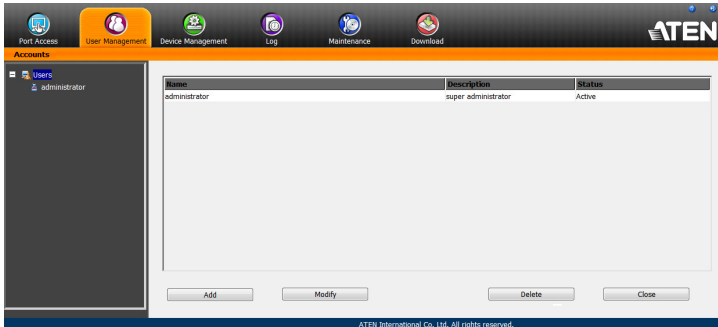 ATEN
Port Access User Management Device Management Log Maintenance Download
Accounts
Users
administrator
Name Description Status
administrator super administrator Active
Add Modify Delete Close
ATEN International Co. Ltd. All rights reserved.